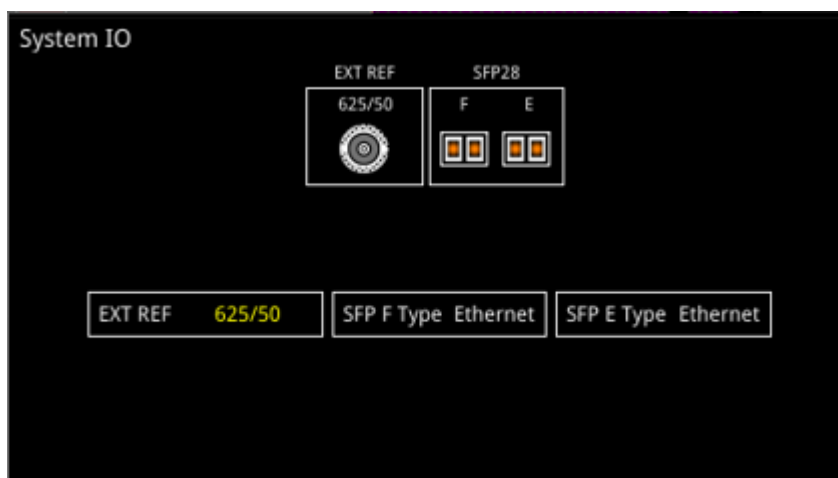 System IO
EXT REF SFP28
625/50 F E
EXT REF 625/50 SFP F Type Ethernet SFP E Type Ethernet